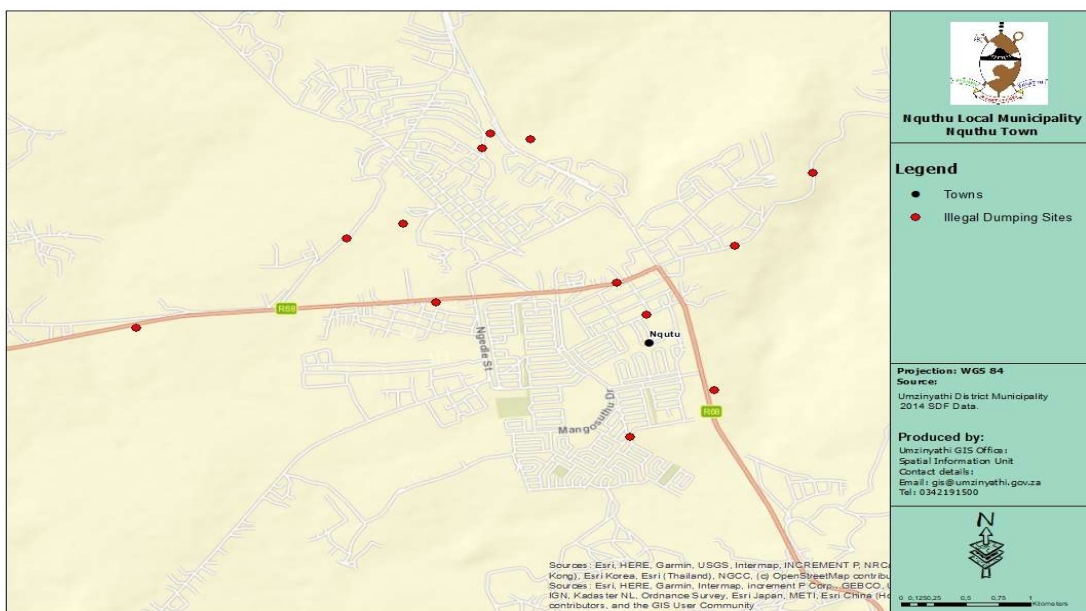 Nquthu Local Municipality
Nquthu Town
Legend
Towns
Illegal Dumping Sites
Projection: WGS 84
Source:
Umzinyathi District Municipality
2014 SDF Data.
Produced by:
Umzinyathi GIS Office:
Spatial Information Unit
Contact details:
Email: gis@umzinyathi.gov.za
Tel: 0342191500
N
0 0,1250,25 0,5 0,75 1
Kilometers
R68
Ngedle St
Nqutu
R68
Mangosuthu Dr
Sources: Esri, HERE, Garmin, USGS, Intermap, INCREMENT P, NRC
Kong), Esri Korea, Esri (Thailand), NGCC, (c) OpenStreetMap contribu
Sources: Esri, HERE, Garmin, Intermap, increment P Corp., GEBCO, U
IGN, Kadaster NL, Ordnance Survey, Esri Japan, METI, Esri China (Ho
contributors, and the GIS User Community